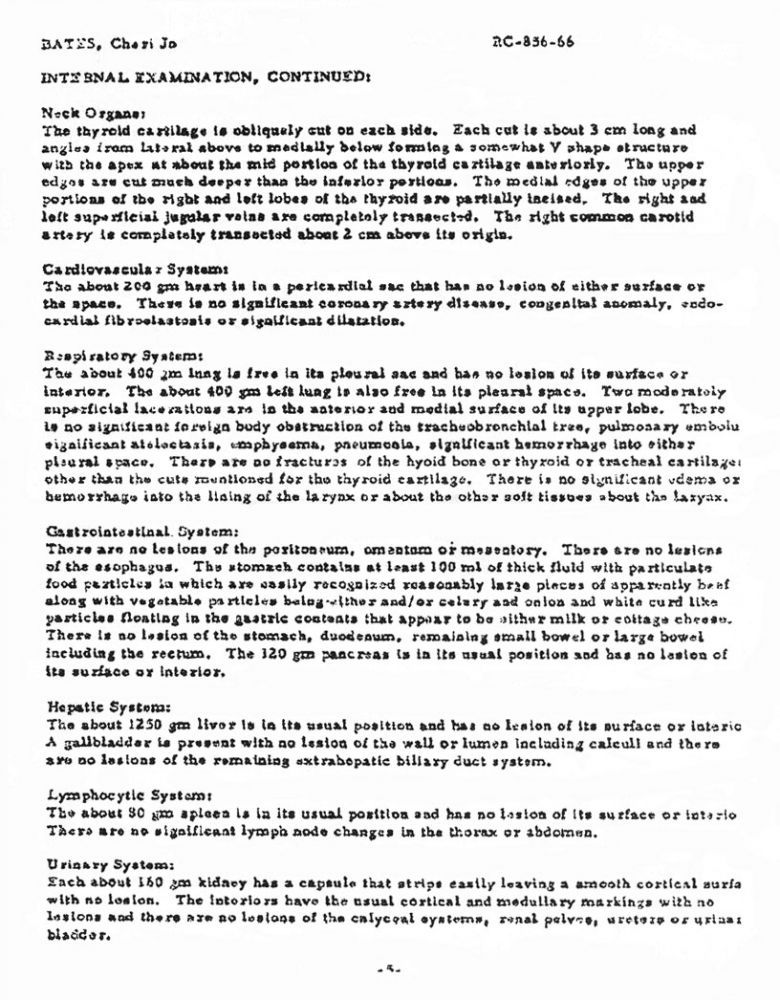 BATES, Cheri Jo RC-836-66
INTERNAL EXAMINATION, CONTINUED:
Neck Organs:
The thyroid cartilage is obliquely cut on each side. Each cut is about 3 cm long and
angles from lateral above to medially below forming a somewhat V shape structure
with the apex at about the mid portion of the thyroid cartilage anteriorly. The upper
edges are cut much deeper than the inferior portions. The medial edges of the upper
portions of the right and left lobes of the thyroid are partially incised. The right and
left superficial jugular veins are completely transected. The right common carotid
artery is completely transected about 2 cm above its origin.
Cardiovascular System:
The about 200 gm heart is in a pericardial sac that has no lesion of either surface or
the space. There is no significant coronary artery disease, congenital anomaly, endo-
cardial fibroelastosis or significant dilatation.
Respiratory System:
The about 400 gm lung is free in its pleural sac and has no lesion of its surface or
interior. The about 400 gm left lung is also free in its pleural space. Two moderately
superficial lacerations are in the anterior and medial surface of its upper lobe. There
is no significant foreign body obstruction of the tracheobronchial tree, pulmonary embolu
significant atelectasis, emphysema, pneumonia, significant hemorrhage into either
pleural space. There are no fractures of the hyoid bone or thyroid or tracheal cartilages
other than the cuts mentioned for the thyroid cartilage. There is no significant edema or
hemorrhage into the lining of the larynx or about the other soft tissues about the larynx.
Gastrointestinal System:
There are no lesions of the peritoneum, omentum or mesentery. There are no lesions
of the esophagus. The stomach contains at least 100 ml of thick fluid with particulate
food particles in which are easily recognized reasonably large pieces of apparently beef
along with vegetable particles being either and/or celery and onion and white curd like
particles floating in the gastric contents that appear to be either milk or cottage cheese.
There is no lesion of the stomach, duodenum, remaining small bowel or large bowel
including the rectum. The 120 gm pancreas is in its usual position and has no lesion of
its surface or interior.
Hepatic System:
The about 1250 gm liver is in its usual position and has no lesion of its surface or interio
A gallbladder is present with no lesion of the wall or lumen including calculi and there
are no lesions of the remaining extrahepatic biliary duct system.
Lymphocytic System:
The about 80 gm spleen is in its usual position and has no lesion of its surface or interio
There are no significant lymph node changes in the thorax or abdomen.
Urinary System:
Each about 160 gm kidney has a capsule that strips easily leaving a smooth cortical surfa
with no lesion. The interiors have the usual cortical and medullary markings with no
lesions and there are no lesions of the calyceal systems, renal pelves, ureters or urinar
bladder.